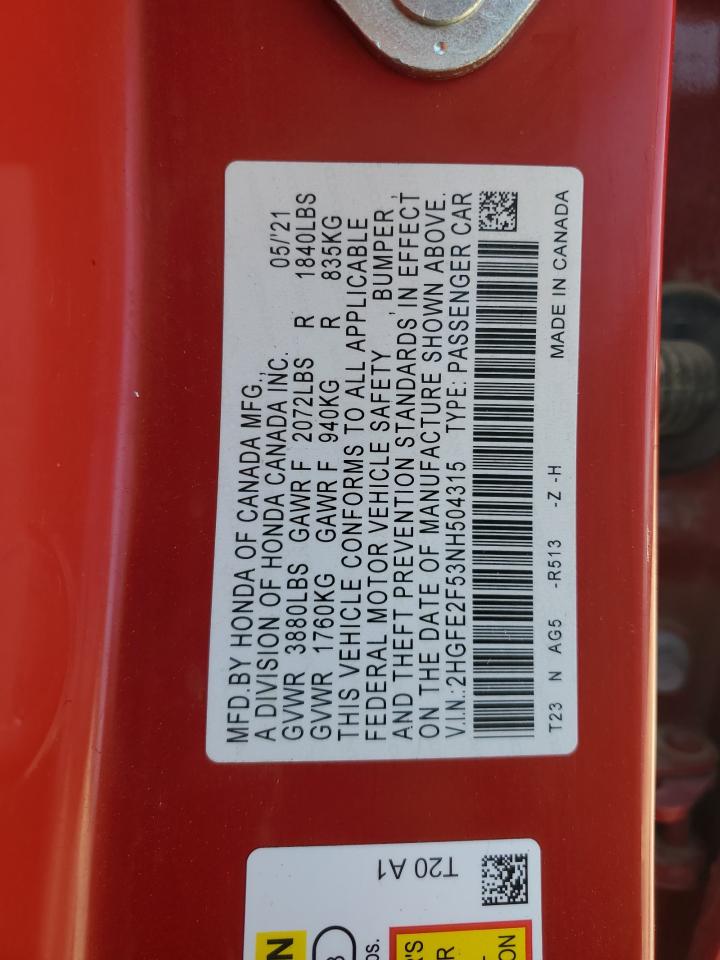 MFD.BY HONDA OF CANADA MFG.,
A DIVISION OF HONDA CANADA INC. 05/'21
GVWR 3880LBS GAWR F 2072LBS R 1840LBS
GVWR 1760KG GAWR F 940KG R 835KG
THIS VEHICLE CONFORMS TO ALL APPLICABLE
FEDERAL MOTOR VEHICLE SAFETY , BUMPER ,
AND THEFT PREVENTION STANDARDS IN EFFECT
ON THE DATE OF MANUFACTURE SHOWN ABOVE.
V.I.N.:2HGFE2F53NH504315 TYPE: PASSENGER CAR
T23 N AG5 -R513 -Z -H MADE IN CANADA
T20 A1